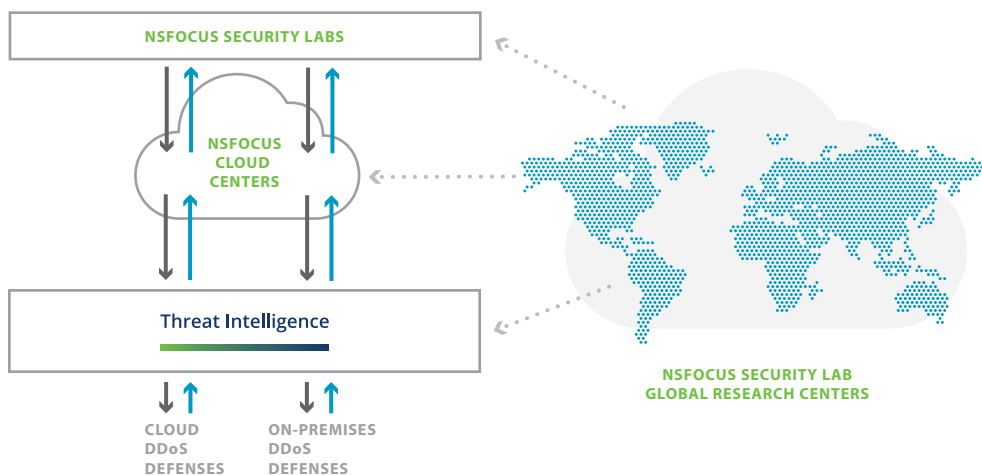 NSFOCUS SECURITY LABS
NSFOCUS
CLOUD
CENTERS
Threat Intelligence
CLOUD
DDoS
DEFENSES
ON-PREMISES
DDoS
DEFENSES
NSFOCUS SECURITY LAB
GLOBAL RESEARCH CENTERS